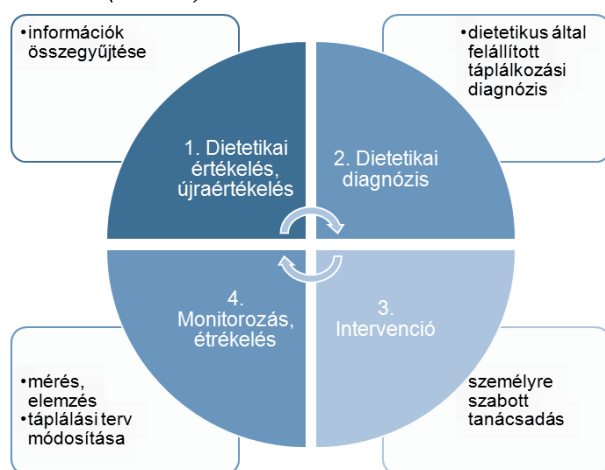 •információk
összegyűjtése
•dietetikus által
felállított
táplálkozási
diagnózis
1. Dietetikai
értékelés,
újraértékelés
2. Dietetikai
diagnózis
4.
Monitorozás,
étrékelés
3.
Intervenció
•mérés,
elemzés
•táplálási terv
módosítása
személyre
szabott
tanácsadás